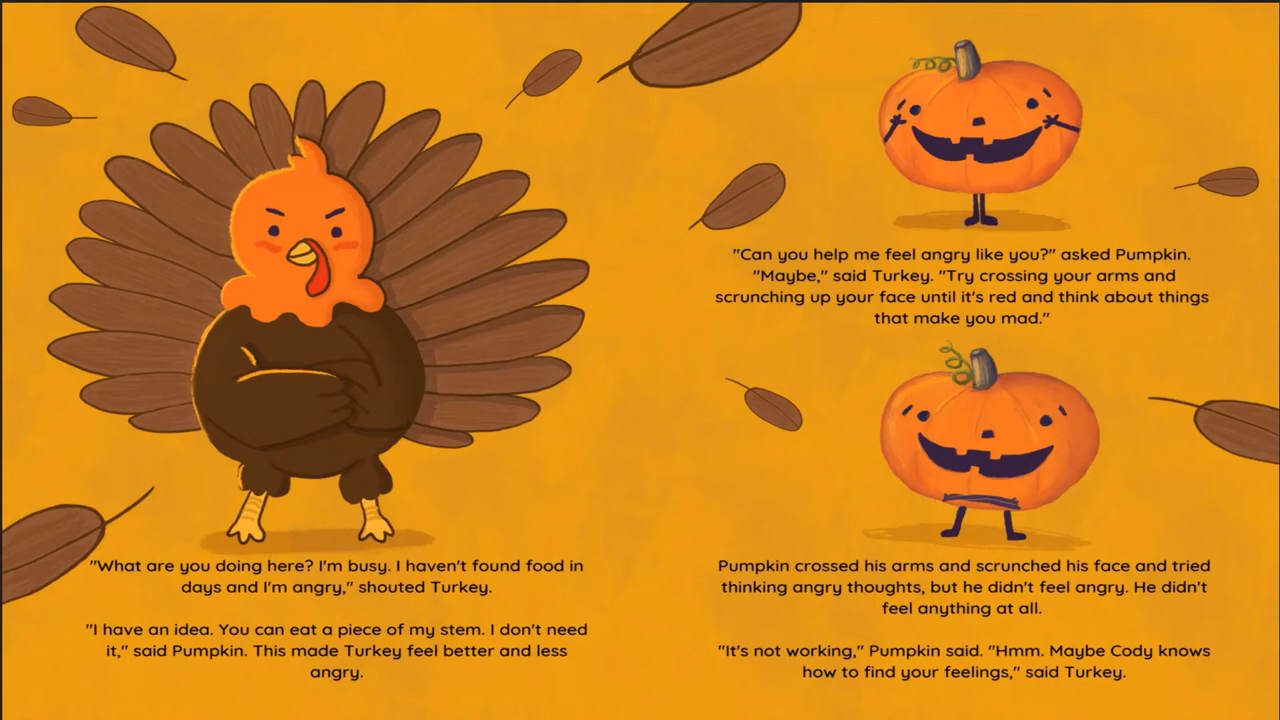 "What are you doing here? I'm busy. I haven't found food in
days and I'm angry," shouted Turkey.
"I have an idea. You can eat a piece of my stem. I don't need
it," said Pumpkin. This made Turkey feel better and less
angry.
"Can you help me feel angry like you?" asked Pumpkin.
"Maybe," said Turkey. "Try crossing your arms and
scrunching up your face until it's red and think about things
that make you mad."
Pumpkin crossed his arms and scrunched his face and tried
thinking angry thoughts, but he didn't feel angry. He didn't
feel anything at all.
"It's not working," Pumpkin said. "Hmm. Maybe Cody knows
how to find your feelings," said Turkey.